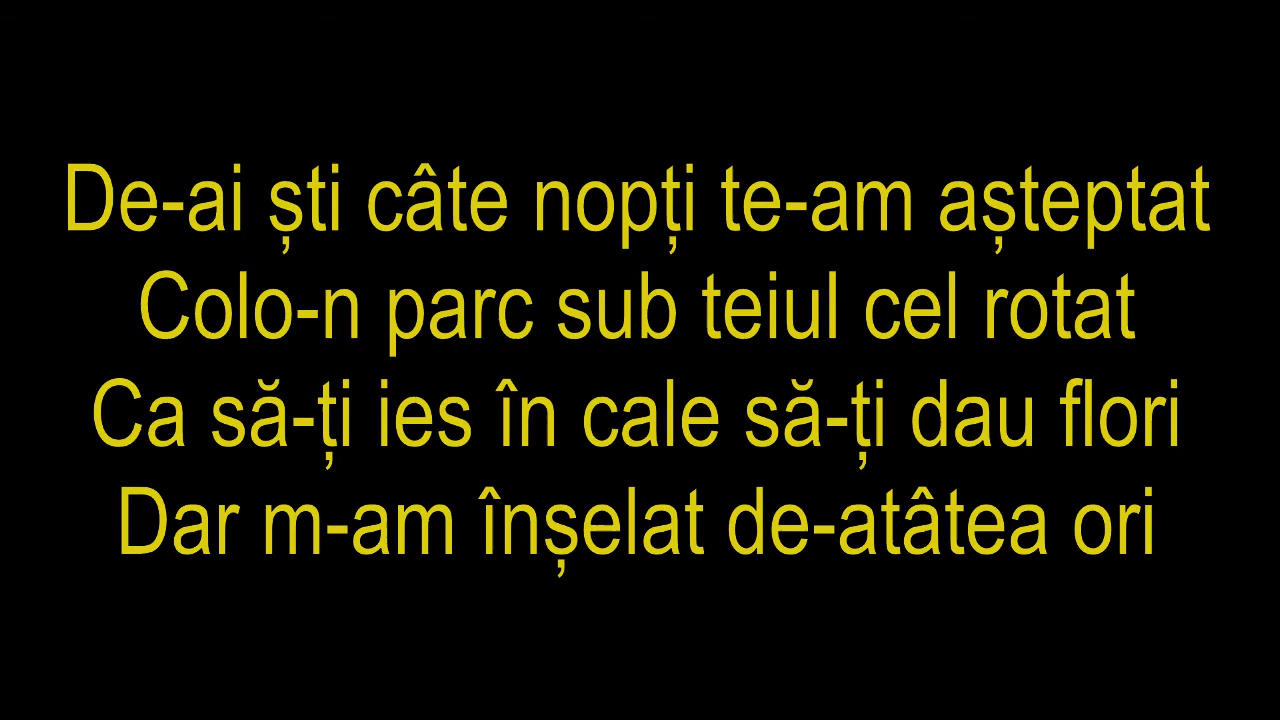 De-ai ști câte nopți te-am așteptat
Colo-n parc sub teiul cel rotat
Ca să-ți ies în cale să-ți dau flori
Dar m-am înșelat de-atâtea ori